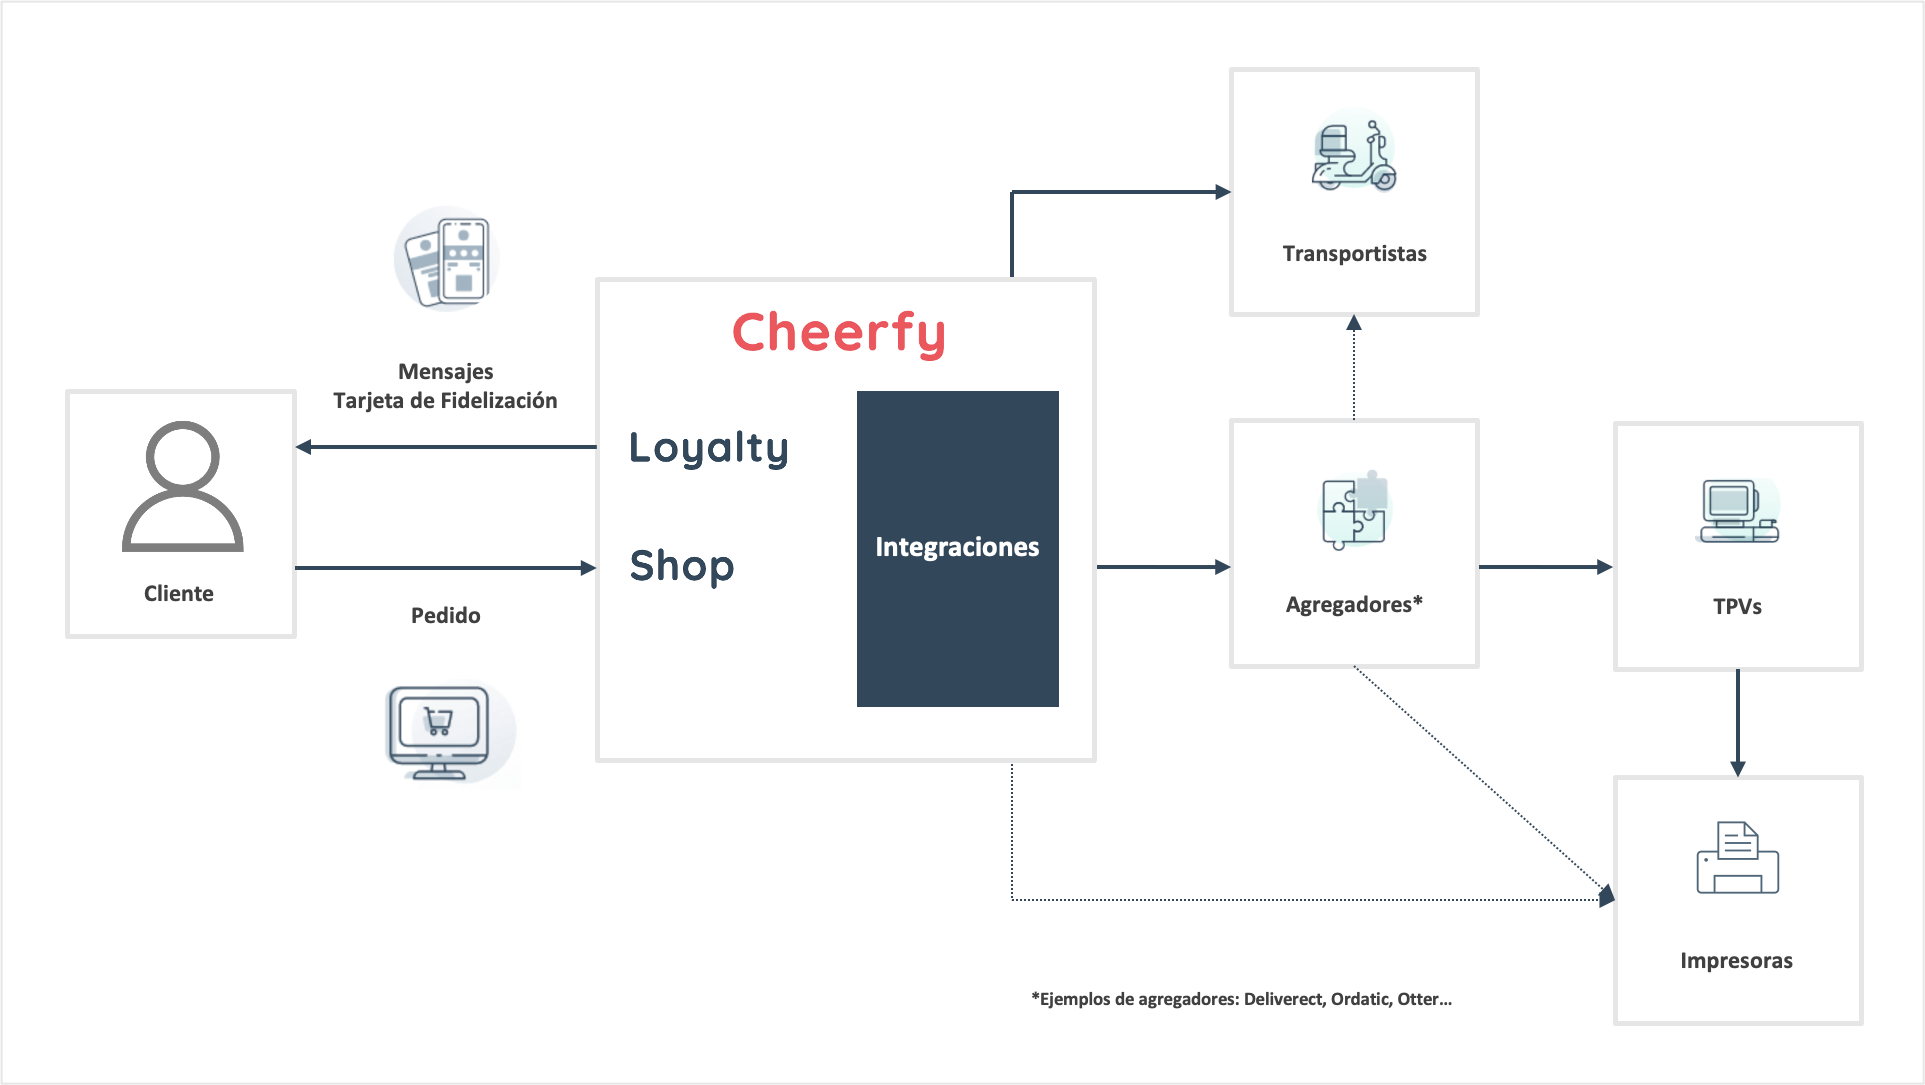 Mensajes
Tarjeta de Fidelización
Cliente
Pedido
Cheerfy
Loyalty
Shop
Integraciones
Transportistas
Agregadores*
TPVs
Impresoras
*Ejemplos de agregadores: Deliverect, Ordatic, Otter...